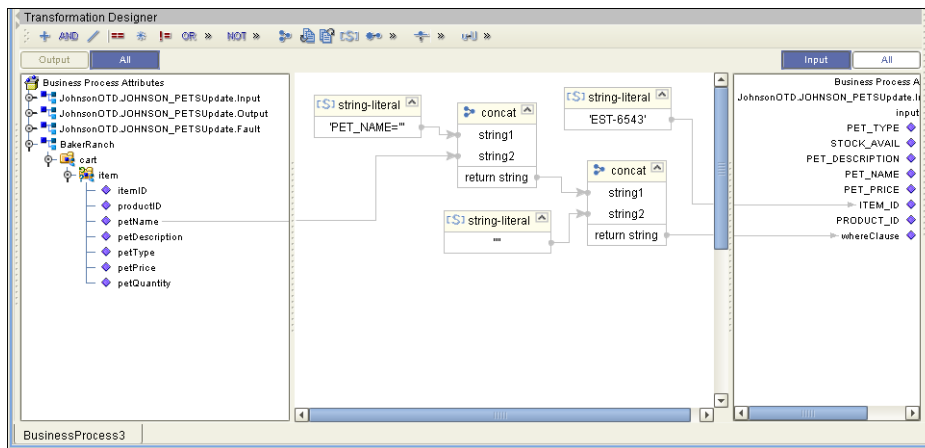 Transformation Designer
+ AND / == * != OR » NOT » [S] » » »
Output All
Input All
Business Process Attributes
JohnsonOTD.JOHNSON_PETSUpdate.Input
JohnsonOTD.JOHNSON_PETSUpdate.Output
JohnsonOTD.JOHNSON_PETSUpdate.Fault
BakerRanch
cart
item
itemID
productID
petName
petDescription
petType
petPrice
petQuantity
[S] string-literal
'PET_NAME='"
concat
string1
string2
return string
[S] string-literal
'EST-6543'
concat
string1
string2
return string
[S] string-literal
Business Process A
JohnsonOTD.JOHNSON_PETSUpdate.I
input
PET_TYPE
STOCK_AVAIL
PET_DESCRIPTION
PET_NAME
PET_PRICE
ITEM_ID
PRODUCT_ID
whereClause
BusinessProcess3